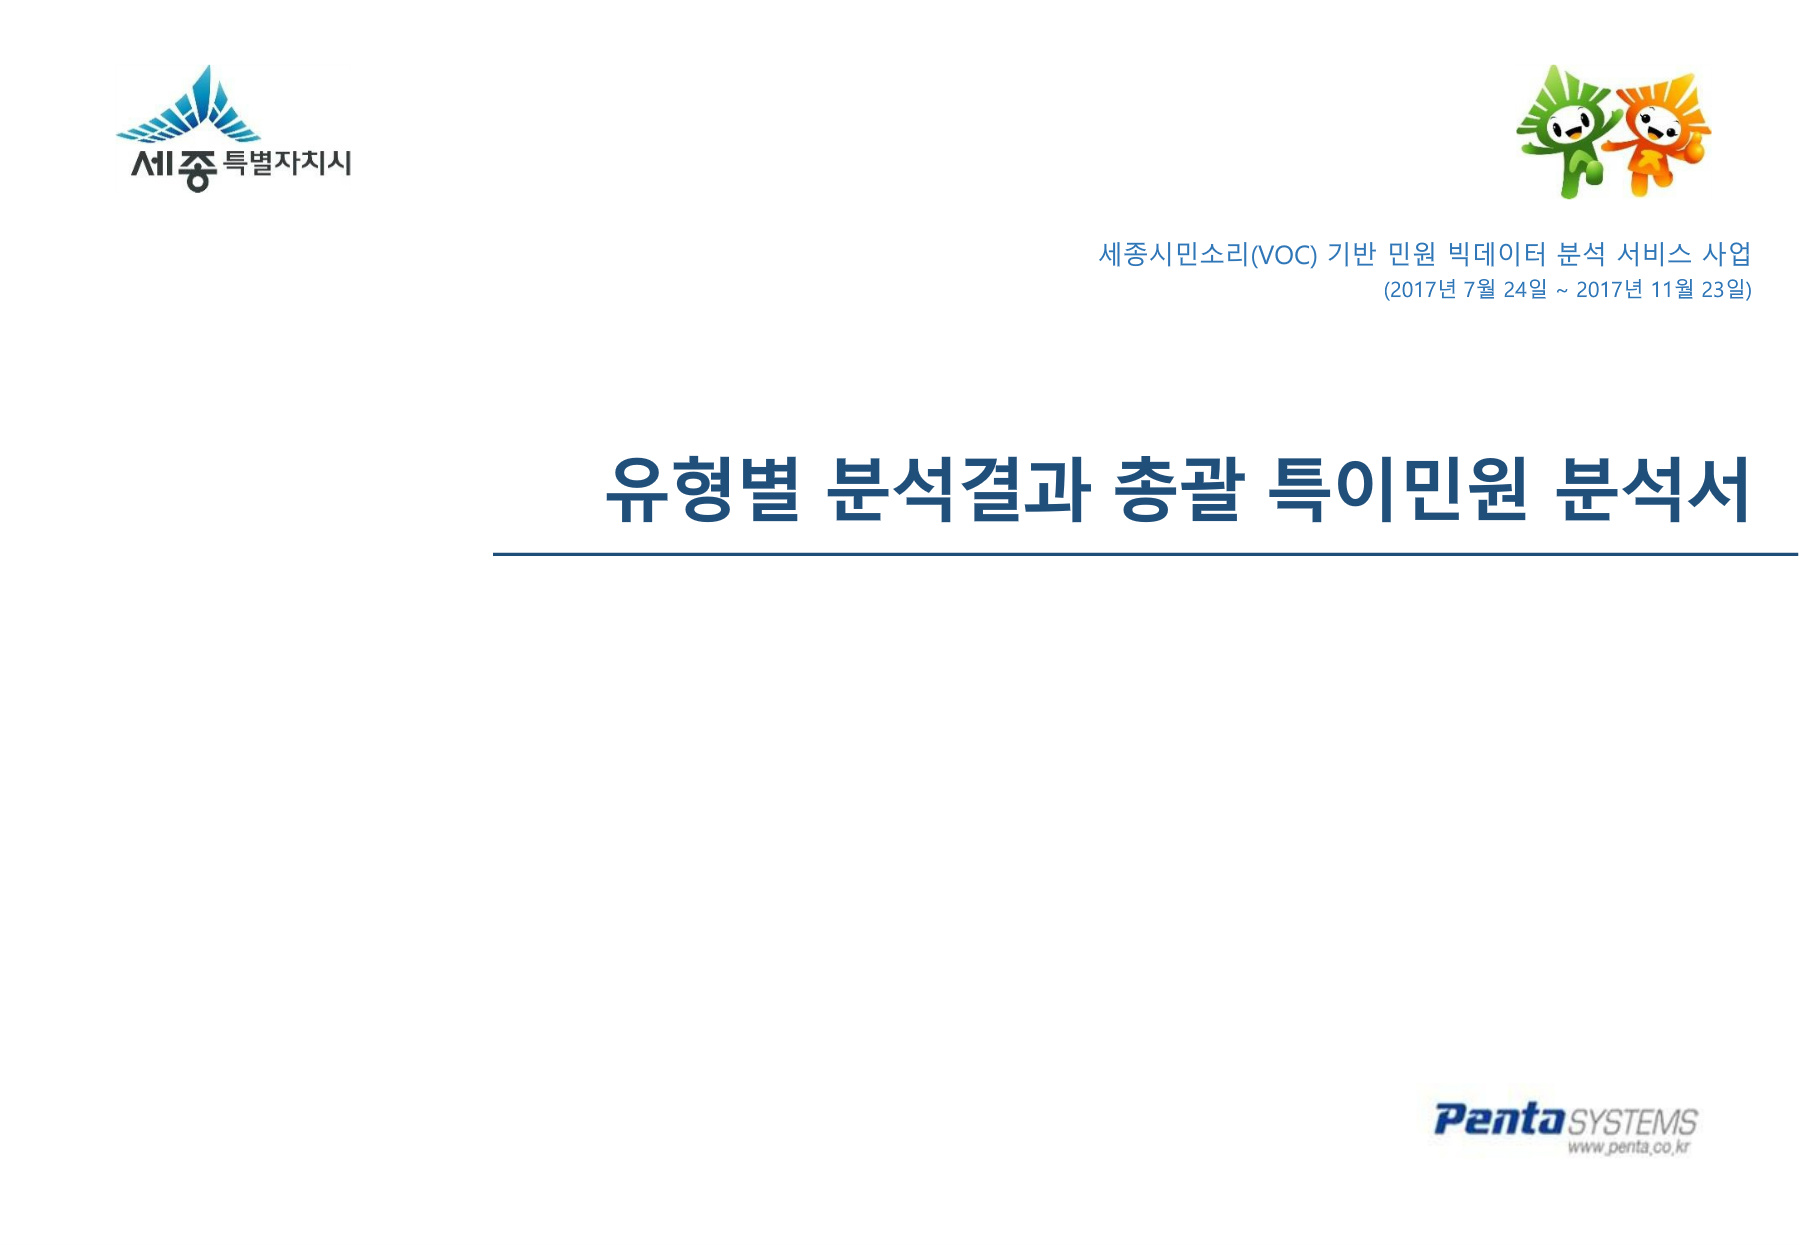 세종특별자치시
세종시민소리(VOC) 기반 민원 빅데이터 분석 서비스 사업
(2017년 7월 24일 ~ 2017년 11월 23일)
유형별 분석결과 총괄 특이민원 분석서
Penta SYSTEMS
www.penta.co.kr